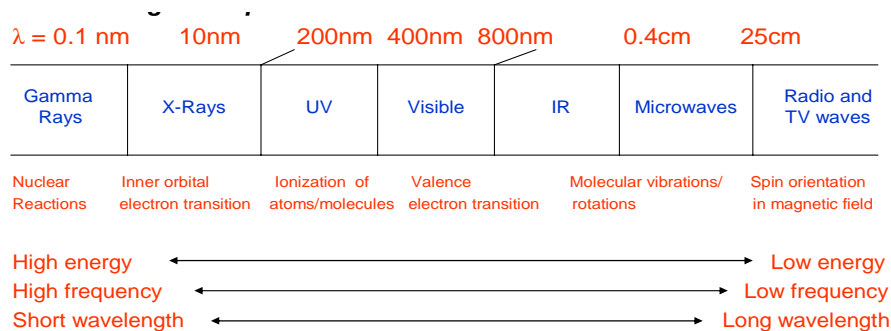 λ = 0.1 nm 10nm 200nm 400nm 800nm 0.4cm 25cm
Gamma Rays X-Rays UV Visible IR Microwaves Radio and TV waves
Nuclear Reactions
Inner orbital electron transition
Ionization of atoms/molecules
Valence electron transition
Molecular vibrations/ rotations
Spin orientation in magnetic field
High energy Low energy
High frequency Low frequency
Short wavelength Long wavelength